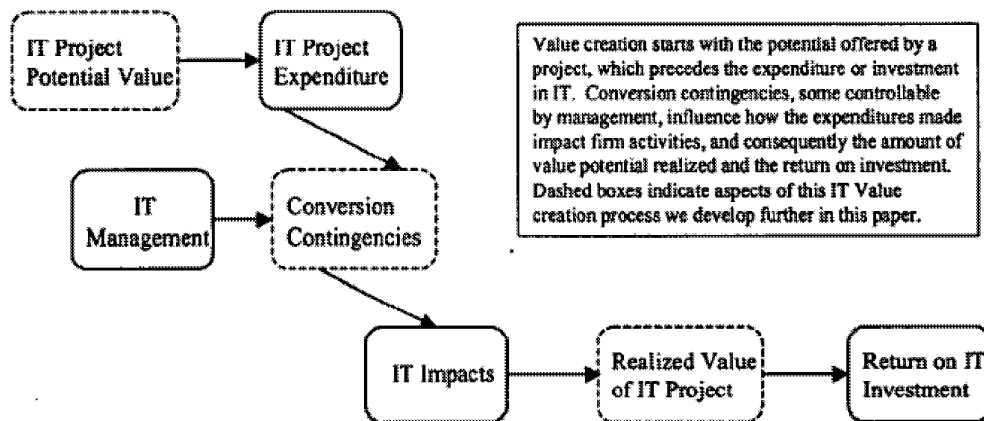 IT Project
Potential Value
IT Project
Expenditure
Value creation starts with the potential offered by a
project, which precedes the expenditure or investment
in IT. Conversion contingencies, some controllable
by management, influence how the expenditures made
impact firm activities, and consequently the amount of
value potential realized and the return on investment.
Dashed boxes indicate aspects of this IT Value
creation process we develop further in this paper.
IT
Management
Conversion
Contingencies
IT Impacts
Realized Value
of IT Project
Return on IT
Investment